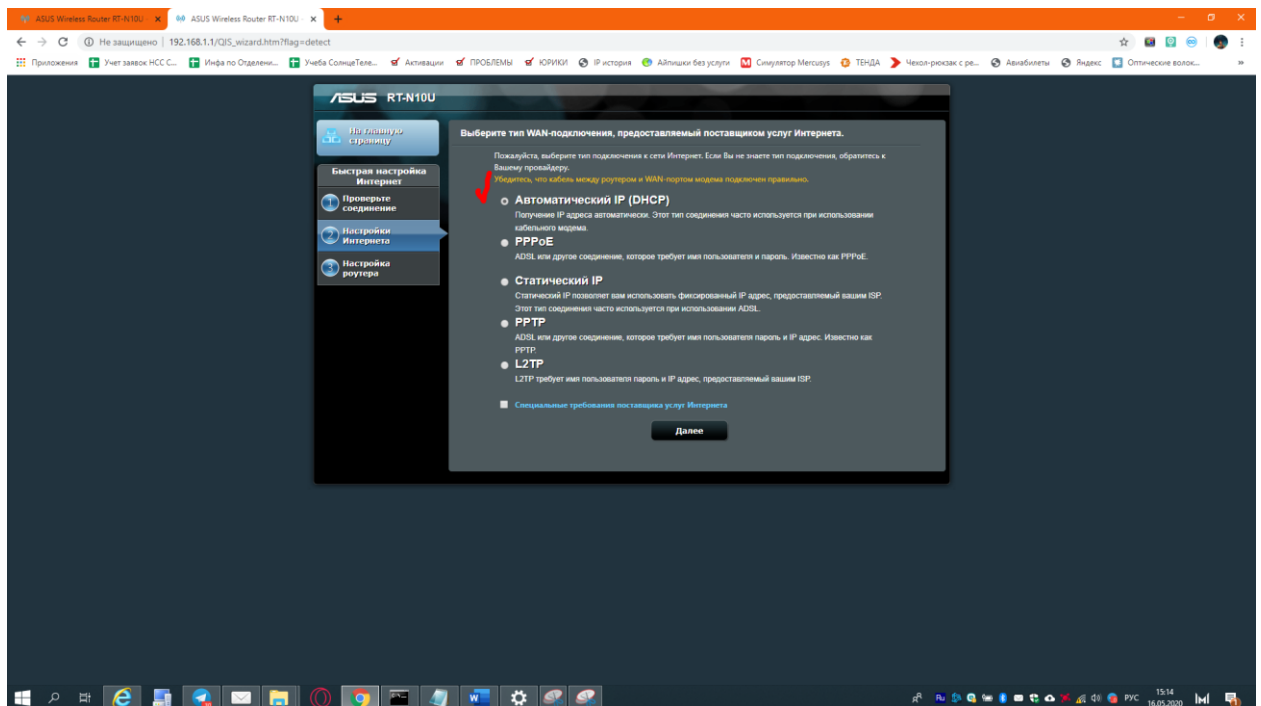 ASUS Wireless Router RT-N10U -
ASUS Wireless Router RT-N10U -
Не защищено | 192.168.1.1/QIS_wizard.htm?flag=detect
Приложения Учет заявок НСС С... Инфа по Отделени... Учеба СолнцеТеле... Активации ПРОБЛЕМЫ ЮРИКИ IP история Айпишки без услуги Симулятор Mercusys ТЕНДА Чехол-рюкзак с ре... Авиабилеты Яндекс Оптические волок... »
ASUS RT-N10U
На главную
страницу
Быстрая настройка
Интернет
1 Проверьте
соединение
2 Настройки
Интернета
3 Настройка
роутера
Выберите тип WAN-подключения, предоставляемый поставщиком услуг Интернета.
Пожалуйста, выберите тип подключения к сети Интернет. Если Вы не знаете тип подключения, обратитесь к
Вашему провайдеру.
Убедитесь, что кабель между роутером и WAN-портом модема подключен правильно.
Автоматический IP (DHCP)
Получение IP адреса автоматически. Этот тип соединения часто используется при использовании
кабельного модема.
PPPoE
ADSL или другое соединение, которое требует имя пользователя и пароль. Известно как PPPoE.
Статический IP
Статический IP позволяет вам использовать фиксированный IP адрес, предоставляемый вашим ISP.
Этот тип соединения часто используется при использовании ADSL.
PPTP
ADSL или другое соединение, которое требует имя пользователя пароль и IP адрес. Известно как
PPTP.
L2TP
L2TP требует имя пользователя пароль и IP адрес, предоставляемый вашим ISP.
Специальные требования поставщика услуг Интернета
Далее
РУС
15:14
16.05.2020